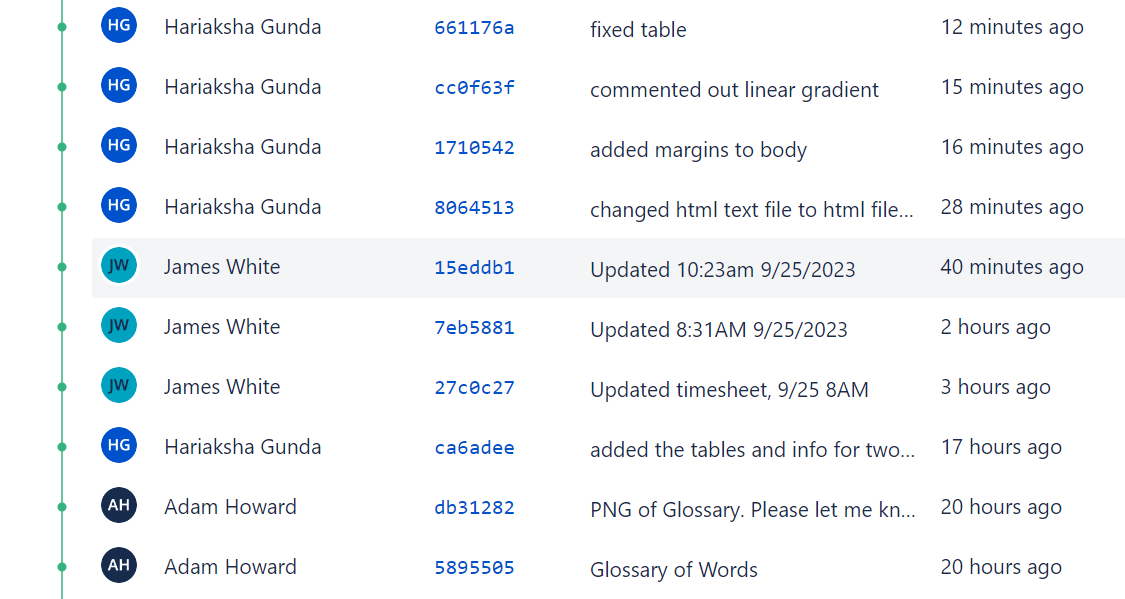 HG Hariaksha Gunda 661176a fixed table 12 minutes ago
HG Hariaksha Gunda cc0f63f commented out linear gradient 15 minutes ago
HG Hariaksha Gunda 1710542 added margins to body 16 minutes ago
HG Hariaksha Gunda 8064513 changed html text file to html file... 28 minutes ago
JW James White 15eddb1 Updated 10:23am 9/25/2023 40 minutes ago
JW James White 7eb5881 Updated 8:31AM 9/25/2023 2 hours ago
JW James White 27c0c27 Updated timesheet, 9/25 8AM 3 hours ago
HG Hariaksha Gunda ca6adee added the tables and info for two... 17 hours ago
AH Adam Howard db31282 PNG of Glossary. Please let me kn... 20 hours ago
AH Adam Howard 5895505 Glossary of Words 20 hours ago